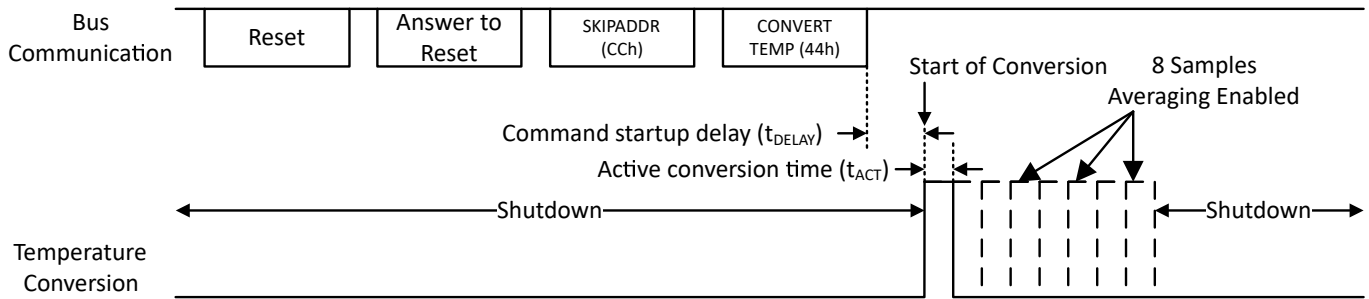 Bus
Communication
Reset
Answer to
Reset
SKIPADDR
(CCh)
CONVERT
TEMP (44h)
Start of Conversion
8 Samples
Averaging Enabled
Command startup delay (tDELAY)
Active conversion time (tACT)
Shutdown
Shutdown
Temperature
Conversion